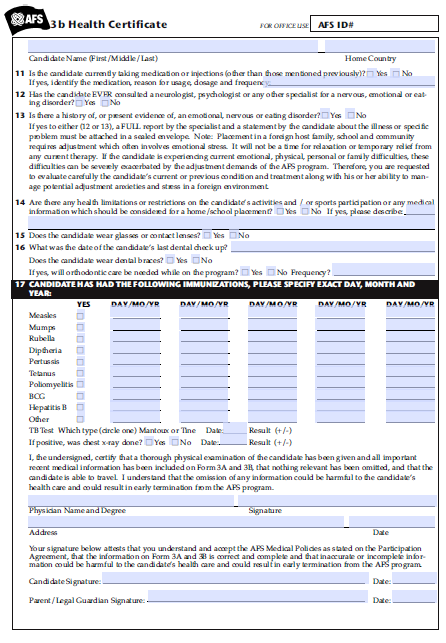 AFS 3b Health Certificate FOR OFFICE USE AFS ID#
Candidate Name (First/Middle/Last) Home Country
11 Is the candidate currently taking medication or injections (other than those mentioned previously)? Yes No
If yes, identify the medication, reason for usage, dosage and frequency:
12 Has the candidate EVER consulted a neurologist, psychologist or any other specialist for a nervous, emotional or eat-
ing disorder? Yes No
13 Is there a history of, or present evidence of, an emotional, nervous or eating disorder? Yes No
If yes to either (12 or 13), a FULL report by the specialist and a statement by the candidate about the illness or specific
problem must be attached in a sealed envelope. Note: Placement in a foreign host family, school and community
requires adjustment which often involves emotional stress. It will not be a time for relaxation or temporary relief from
any current therapy. If the candidate is experiencing current emotional, physical, personal or family difficulties, these
difficulties can be severely exacerbated by the adjustment demands of the AFS program. Therefore, you are requested
to evaluate carefully the candidate's current or previous condition and treatment along with his or her ability to man-
age potential adjustment anxieties and stress in a foreign environment.
14 Are there any health limitations or restrictions on the candidate's activities and / or sports participation or any medical
information which should be considered for a home/school placement? Yes No If yes, please describe:
15 Does the candidate wear glasses or contact lenses? Yes No
16 What was the date of the candidate's last dental check up?
Does the candidate wear dental braces? Yes No
If yes, will orthodontic care be needed while on the program? Yes No Frequency?
17 CANDIDATE HAS HAD THE FOLLOWING IMMUNIZATIONS, PLEASE SPECIFY EXACT DAY, MONTH AND
YEAR:
YES DAY/MO/YR DAY/MO/YR DAY/MO/YR DAY/MO/YR DAY/MO/YR
Measles
Mumps
Rubella
Diptheria
Pertussis
Tetanus
Poliomyelitis
BCG
Hepatitis B
Other
TB Test Which type (circle one) Mantoux or Tine Date: Result (+/-)
If positive, was chest x-ray done? Yes No Date: Result (+/-)
I, the undersigned, certify that a thorough physical examination of the candidate has been given and all important
recent medical information has been included on Form 3A and 3B, that nothing relevant has been omitted, and that the
candidate is able to travel. I understand that the omission of any information could be harmful to the candidate's
health care and could result in early termination from the AFS program.
Physician Name and Degree Signature
Address Date
Your signature below attests that you understand and accept the AFS Medical Policies as stated on the Participation
Agreement, that the information on Form 3A and 3B is correct and complete and that inaccurate or incomplete infor-
mation could be harmful to the candidate's health care and could result in early termination from the AFS program.
Candidate Signature: Date:
Parent/Legal Guardian Signature: Date: